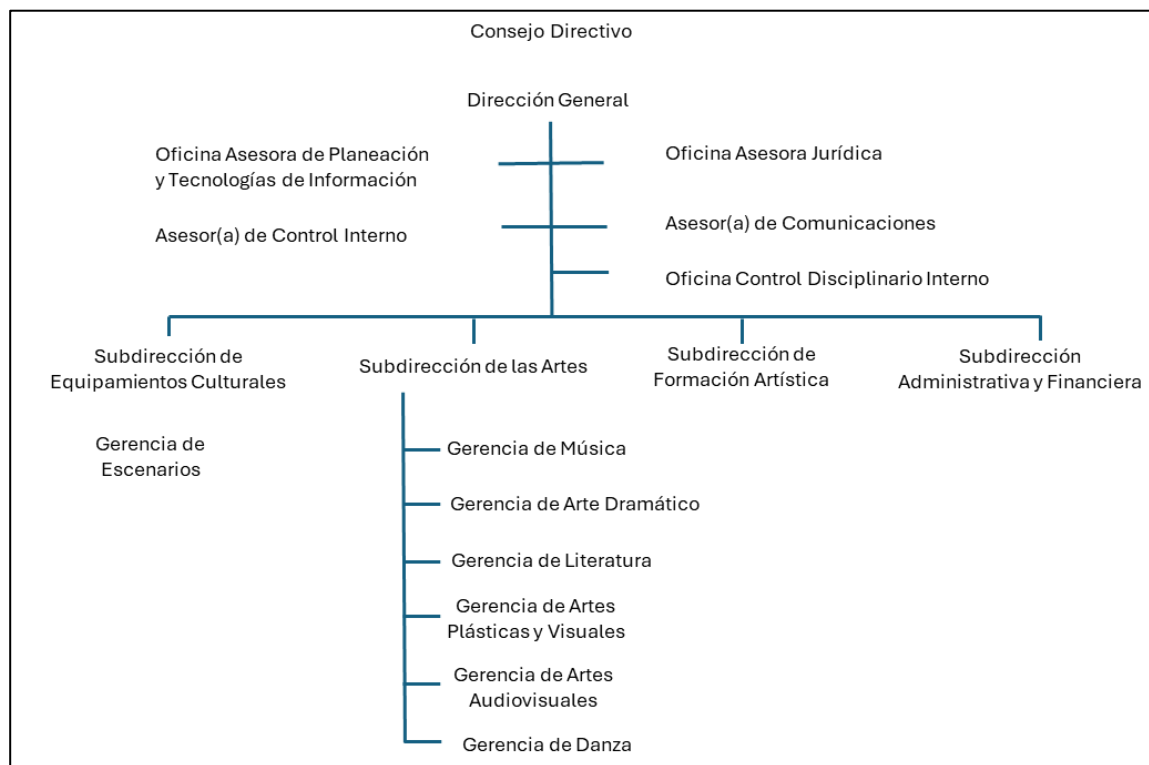 Consejo Directivo
Dirección General
Oficina Asesora de Planeación
y Tecnologías de Información
Oficina Asesora Jurídica
Asesor(a) de Control Interno
Asesor(a) de Comunicaciones
Oficina Control Disciplinario Interno
Subdirección de
Equipamientos Culturales
Subdirección de las Artes
Subdirección de
Formación Artística
Subdirección
Administrativa y Financiera
Gerencia de
Escenarios
Gerencia de Música
Gerencia de Arte Dramático
Gerencia de Literatura
Gerencia de Artes
Plásticas y Visuales
Gerencia de Artes
Audiovisuales
Gerencia de Danza